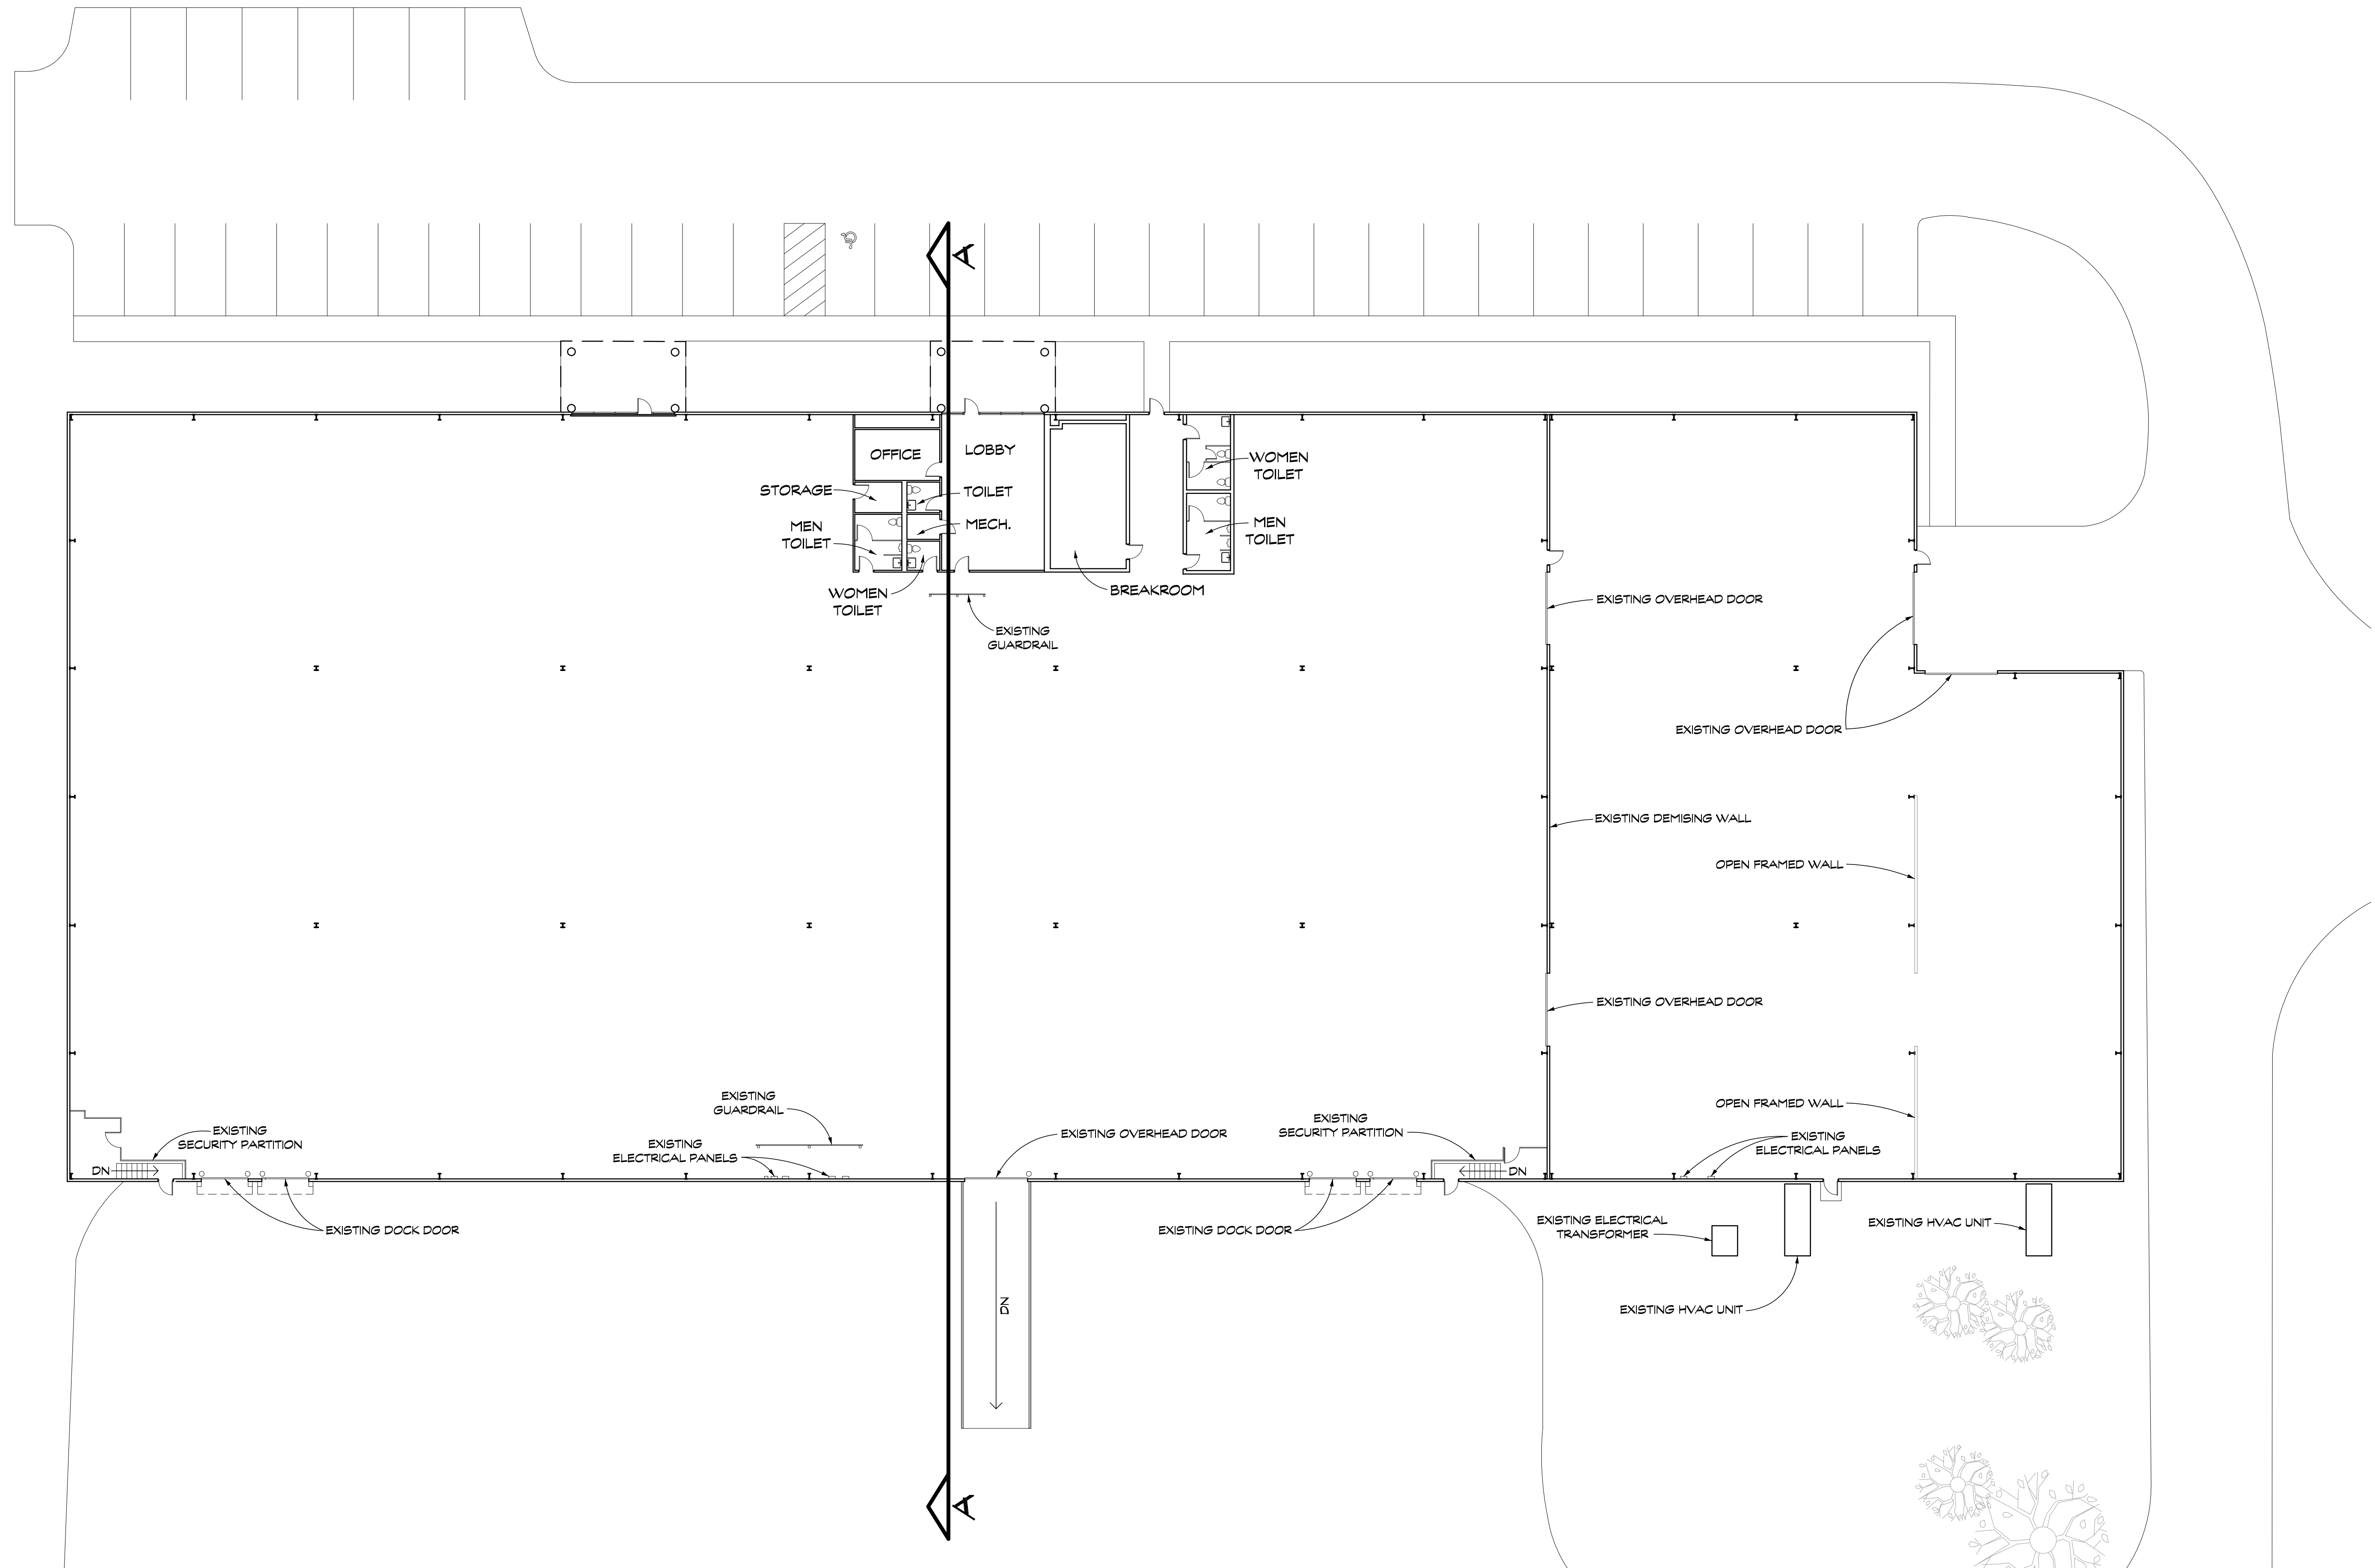 A
OFFICE
LOBBY
STORAGE
TOILET
MEN
TOILET
MECH.
WOMEN
TOILET
WOMEN
TOILET
MEN
TOILET
BREAKROOM
EXISTING
GUARDRAIL
EXISTING OVERHEAD DOOR
EXISTING OVERHEAD DOOR
EXISTING DEMISING WALL
OPEN FRAMED WALL
EXISTING OVERHEAD DOOR
EXISTING
GUARDRAIL
OPEN FRAMED WALL
EXISTING
SECURITY PARTITION
DN
EXISTING
ELECTRICAL PANELS
EXISTING OVERHEAD DOOR
EXISTING
SECURITY PARTITION
DN
EXISTING
ELECTRICAL PANELS
EXISTING DOCK DOOR
EXISTING DOCK DOOR
EXISTING ELECTRICAL
TRANSFORMER
EXISTING HVAC UNIT
DN
EXISTING HVAC UNIT
A